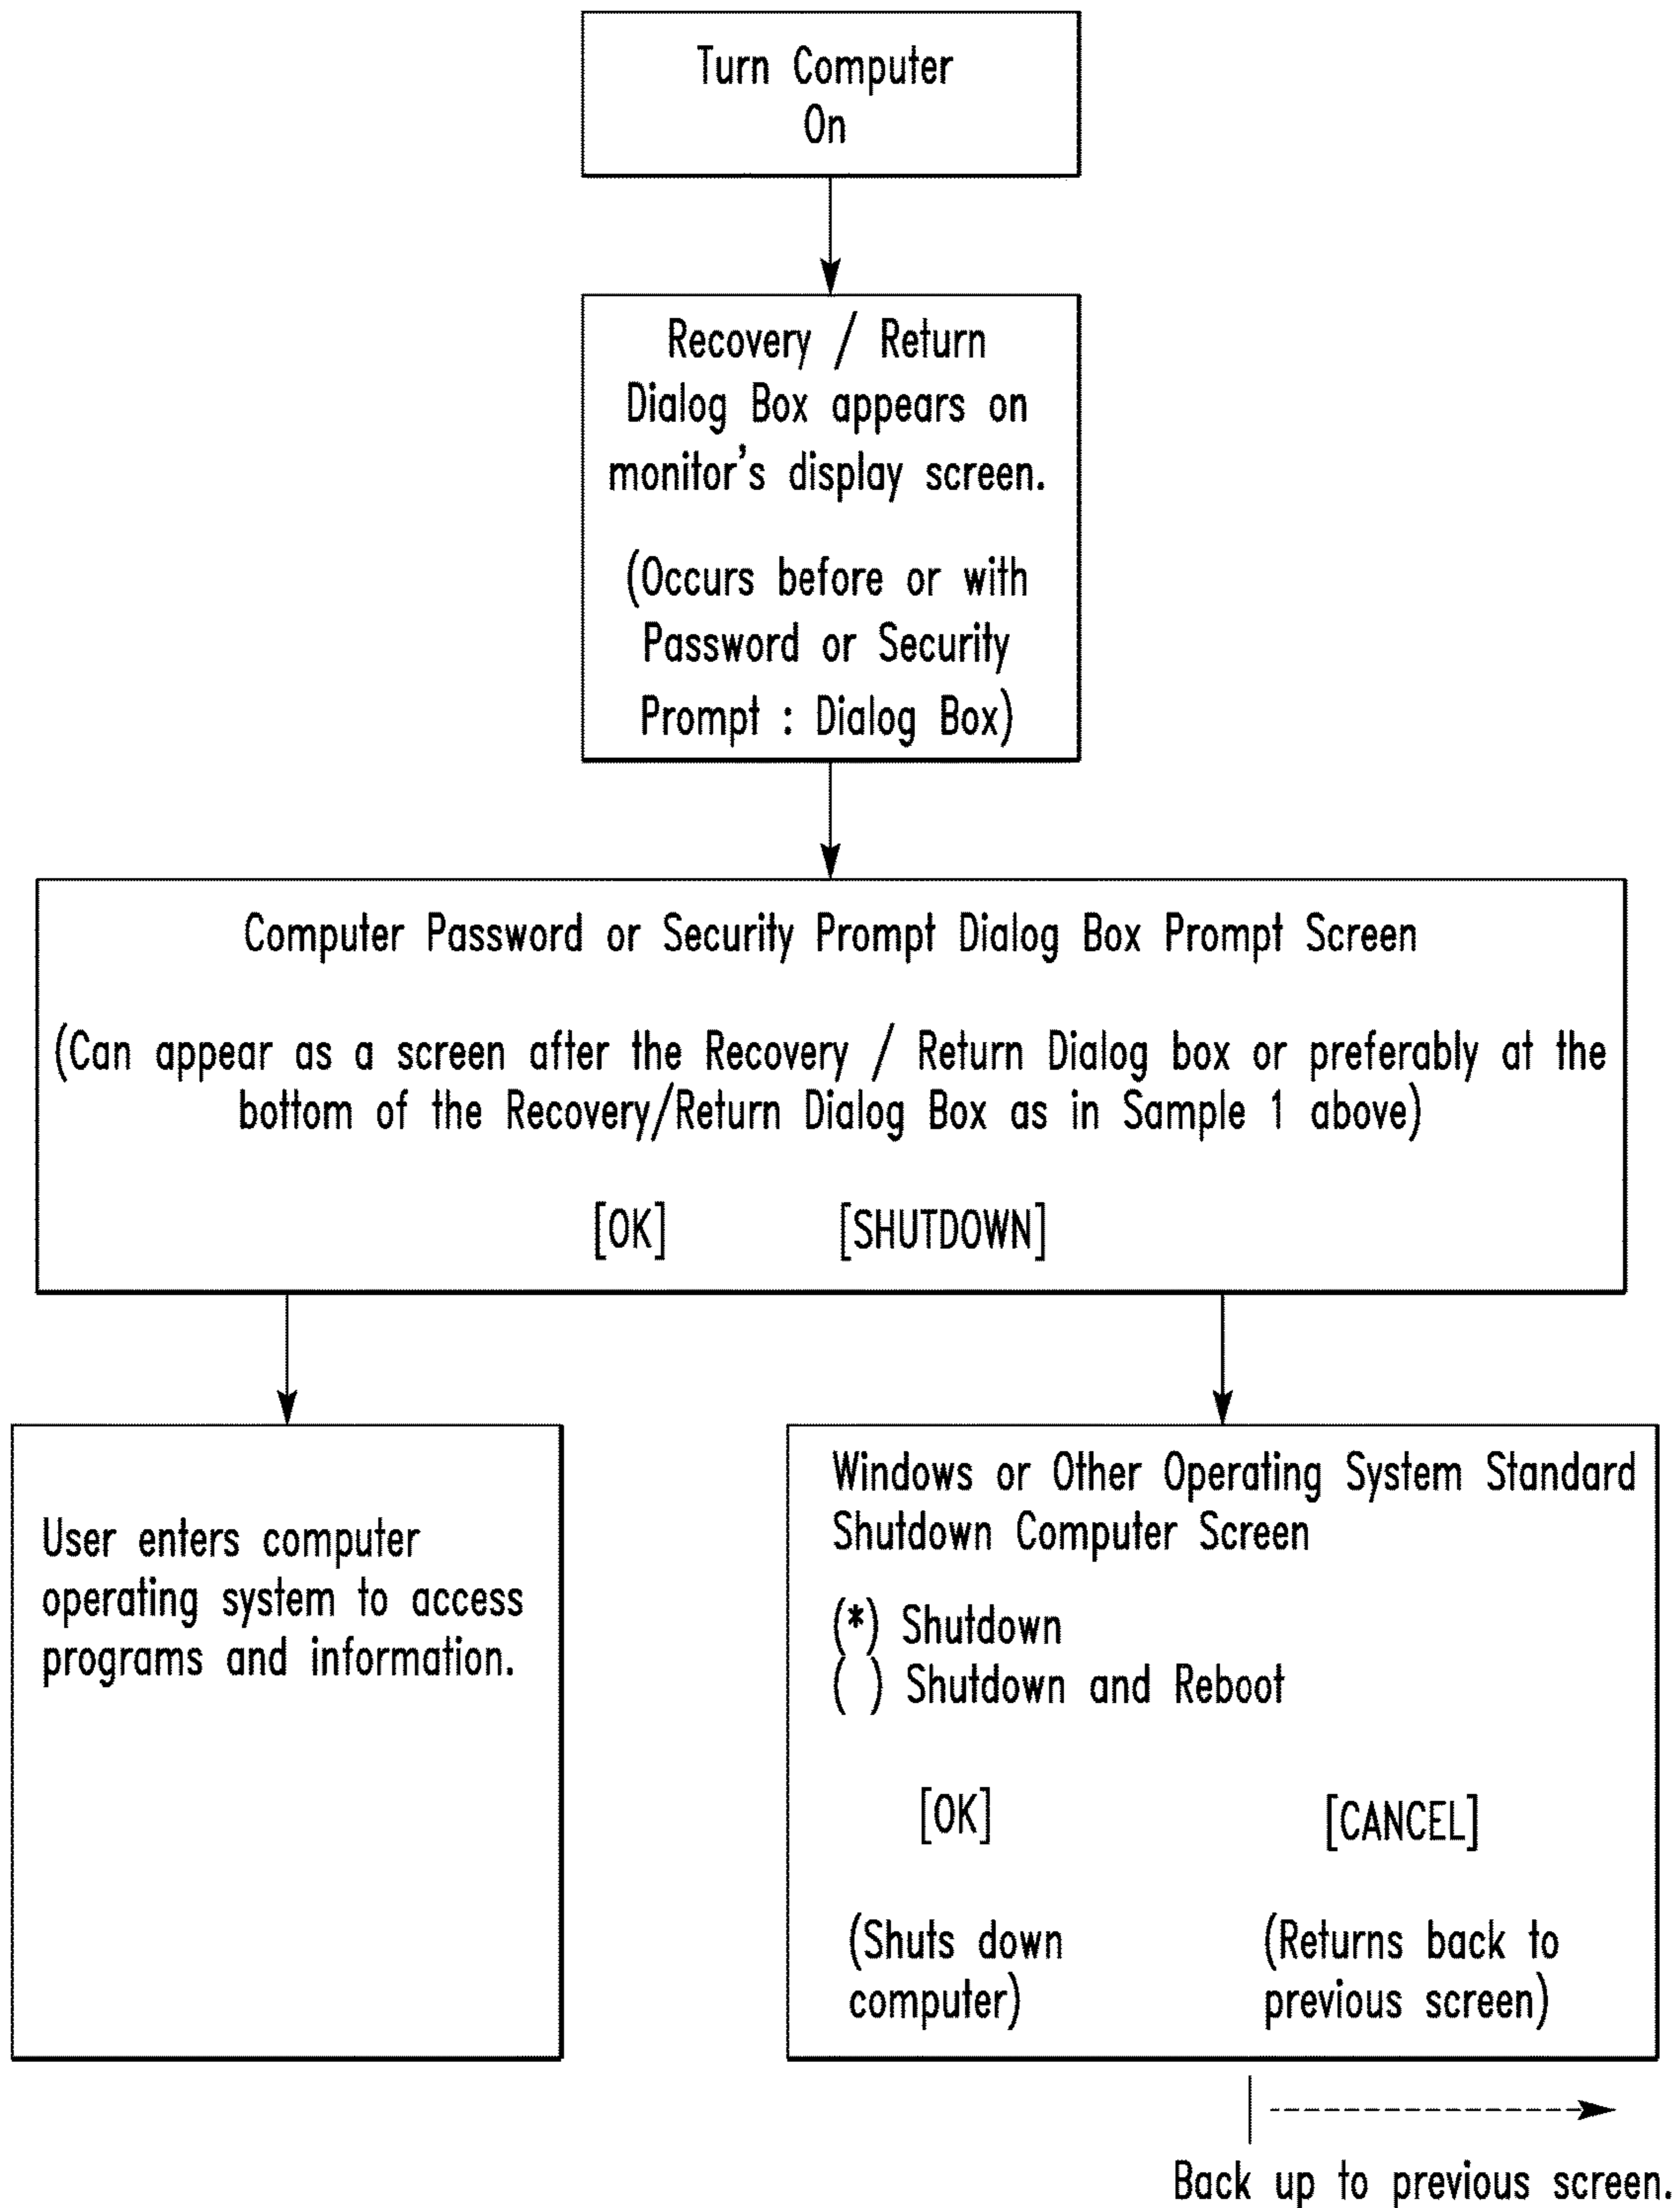 Turn Computer
On
Recovery / Return
Dialog Box appears on
monitor's display screen.
(Occurs before or with
Password or Security
Prompt : Dialog Box)
Computer Password or Security Prompt Dialog Box Prompt Screen
(Can appear as a screen after the Recovery / Return Dialog box or preferably at the
bottom of the Recovery/Return Dialog Box as in Sample 1 above)
[OK] [SHUTDOWN]
User enters computer
operating system to access
programs and information.
Windows or Other Operating System Standard
Shutdown Computer Screen
(*) Shutdown
( ) Shutdown and Reboot
[OK] [CANCEL]
(Shuts down
computer)
(Returns back to
previous screen)
Back up to previous screen.